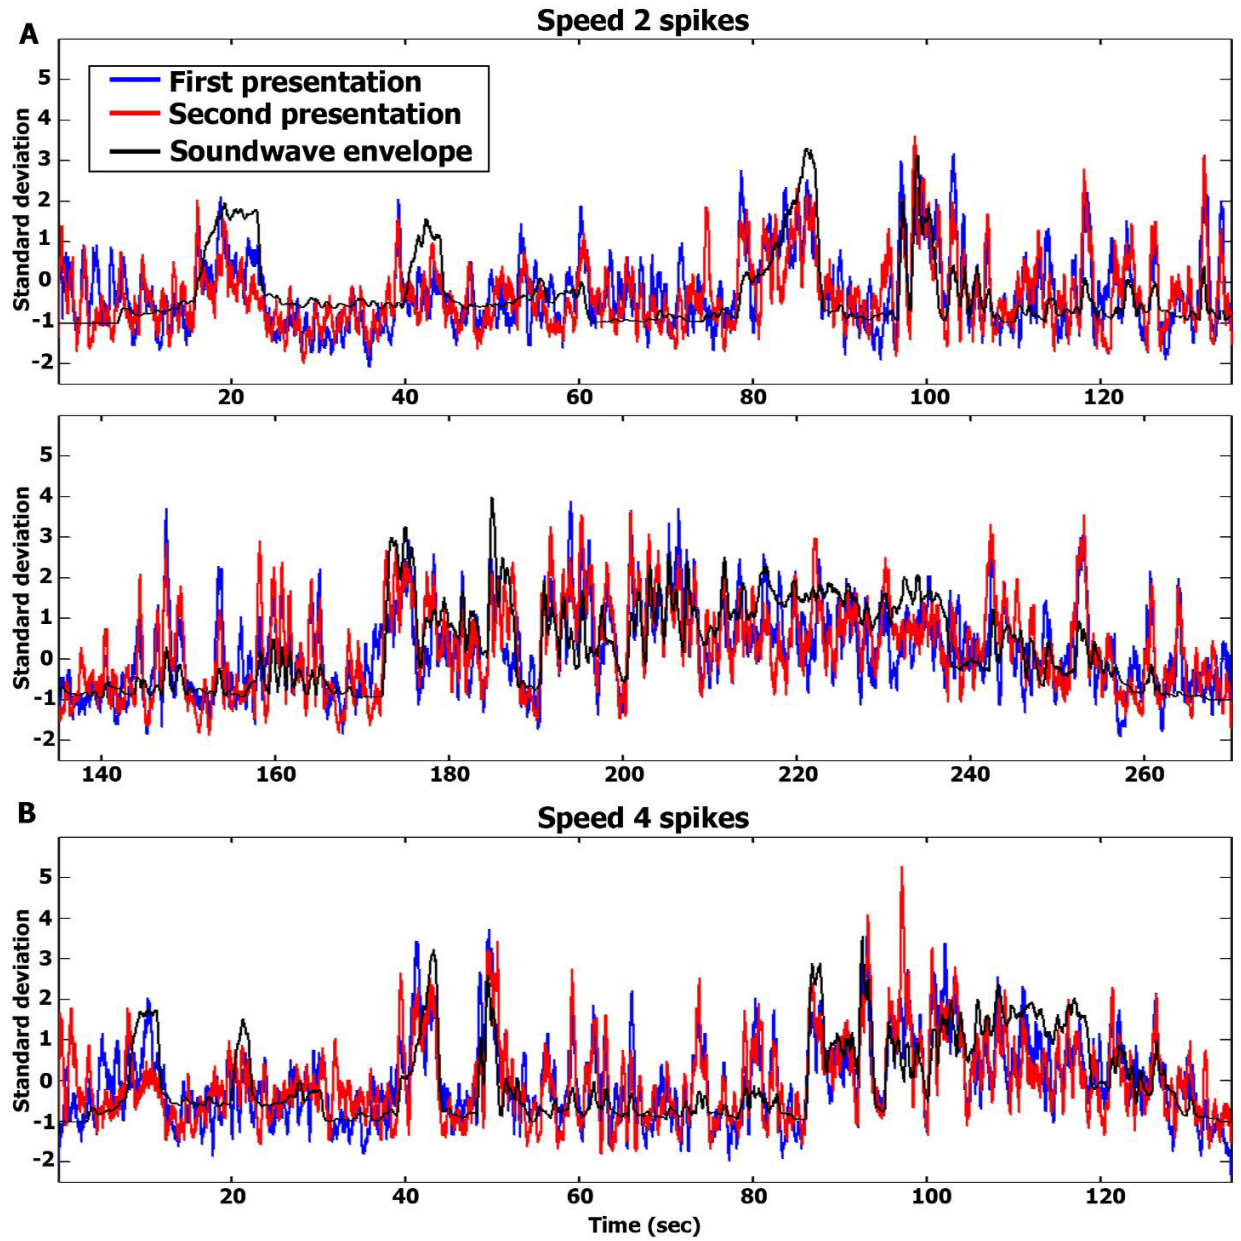 A
Speed 2 spikes
First presentation
Second presentation
Soundwave envelope
Standard deviation
5
4
3
2
1
0
-1
-2
20 40 60 80 100 120
Standard deviation
5
4
3
2
1
0
-1
-2
140 160 180 200 220 240 260
B
Speed 4 spikes
Standard deviation
5
4
3
2
1
0
-1
-2
20 40 60 80 100 120
Time (sec)